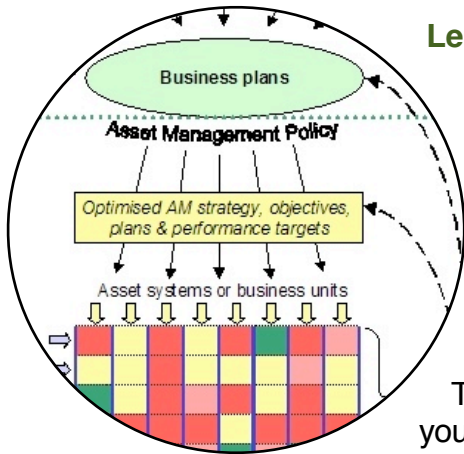 Le
Business plans
Asset Management Policy
Optimised AM strategy, objectives,
plans & performance targets
Asset systems or business units
T
you